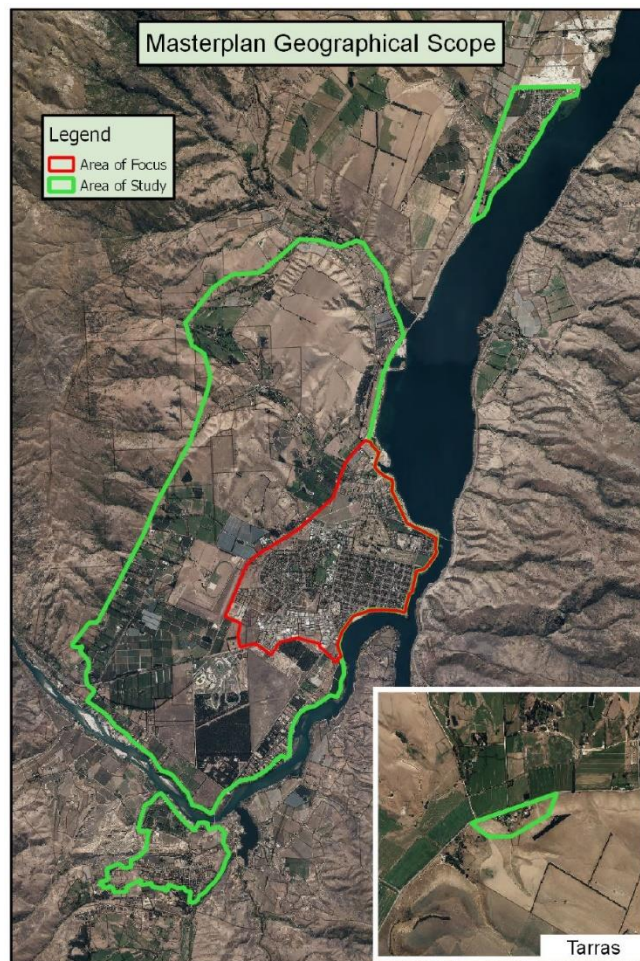 Masterplan Geographical Scope
Legend
Area of Focus
Area of Study
Tarras